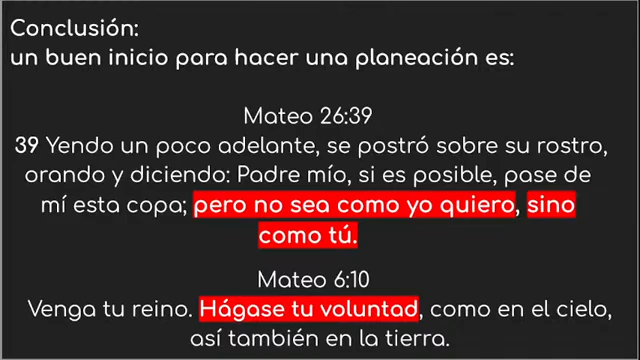 Conclusión:
un buen inicio para hacer una planeación es:
Mateo 26:39
39 Yendo un poco adelante, se postró sobre su rostro,
orando y diciendo: Padre mío, si es posible, pase de
mí esta copa; pero no sea como yo quiero, sino
como tú.
Mateo 6:10
Venga tu reino. Hágase tu voluntad, como en el cielo,
así también en la tierra.